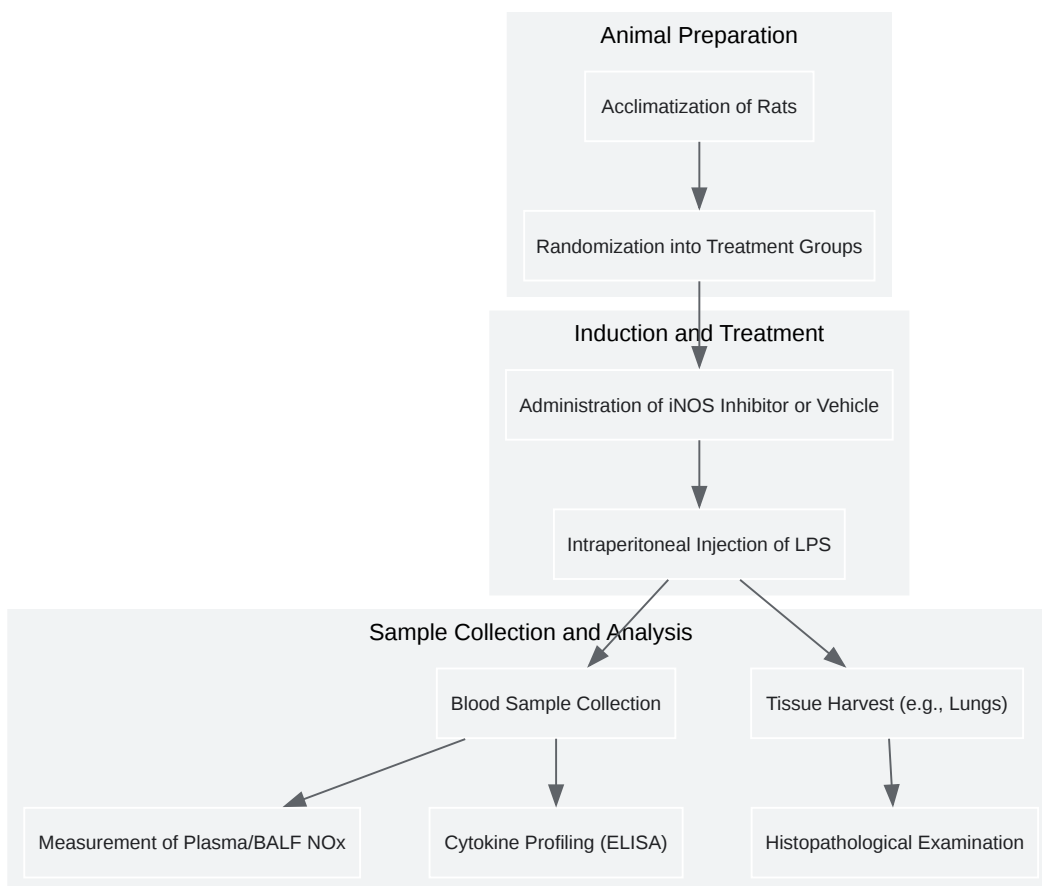 Animal Preparation
Acclimatization of Rats
Randomization into Treatment Groups
Induction and Treatment
Administration of iNOS Inhibitor or Vehicle
Intraperitoneal Injection of LPS
Sample Collection and Analysis
Blood Sample Collection
Tissue Harvest (e.g., Lungs)
Measurement of Plasma/BALF NOx
Cytokine Profiling (ELISA)
Histopathological Examination